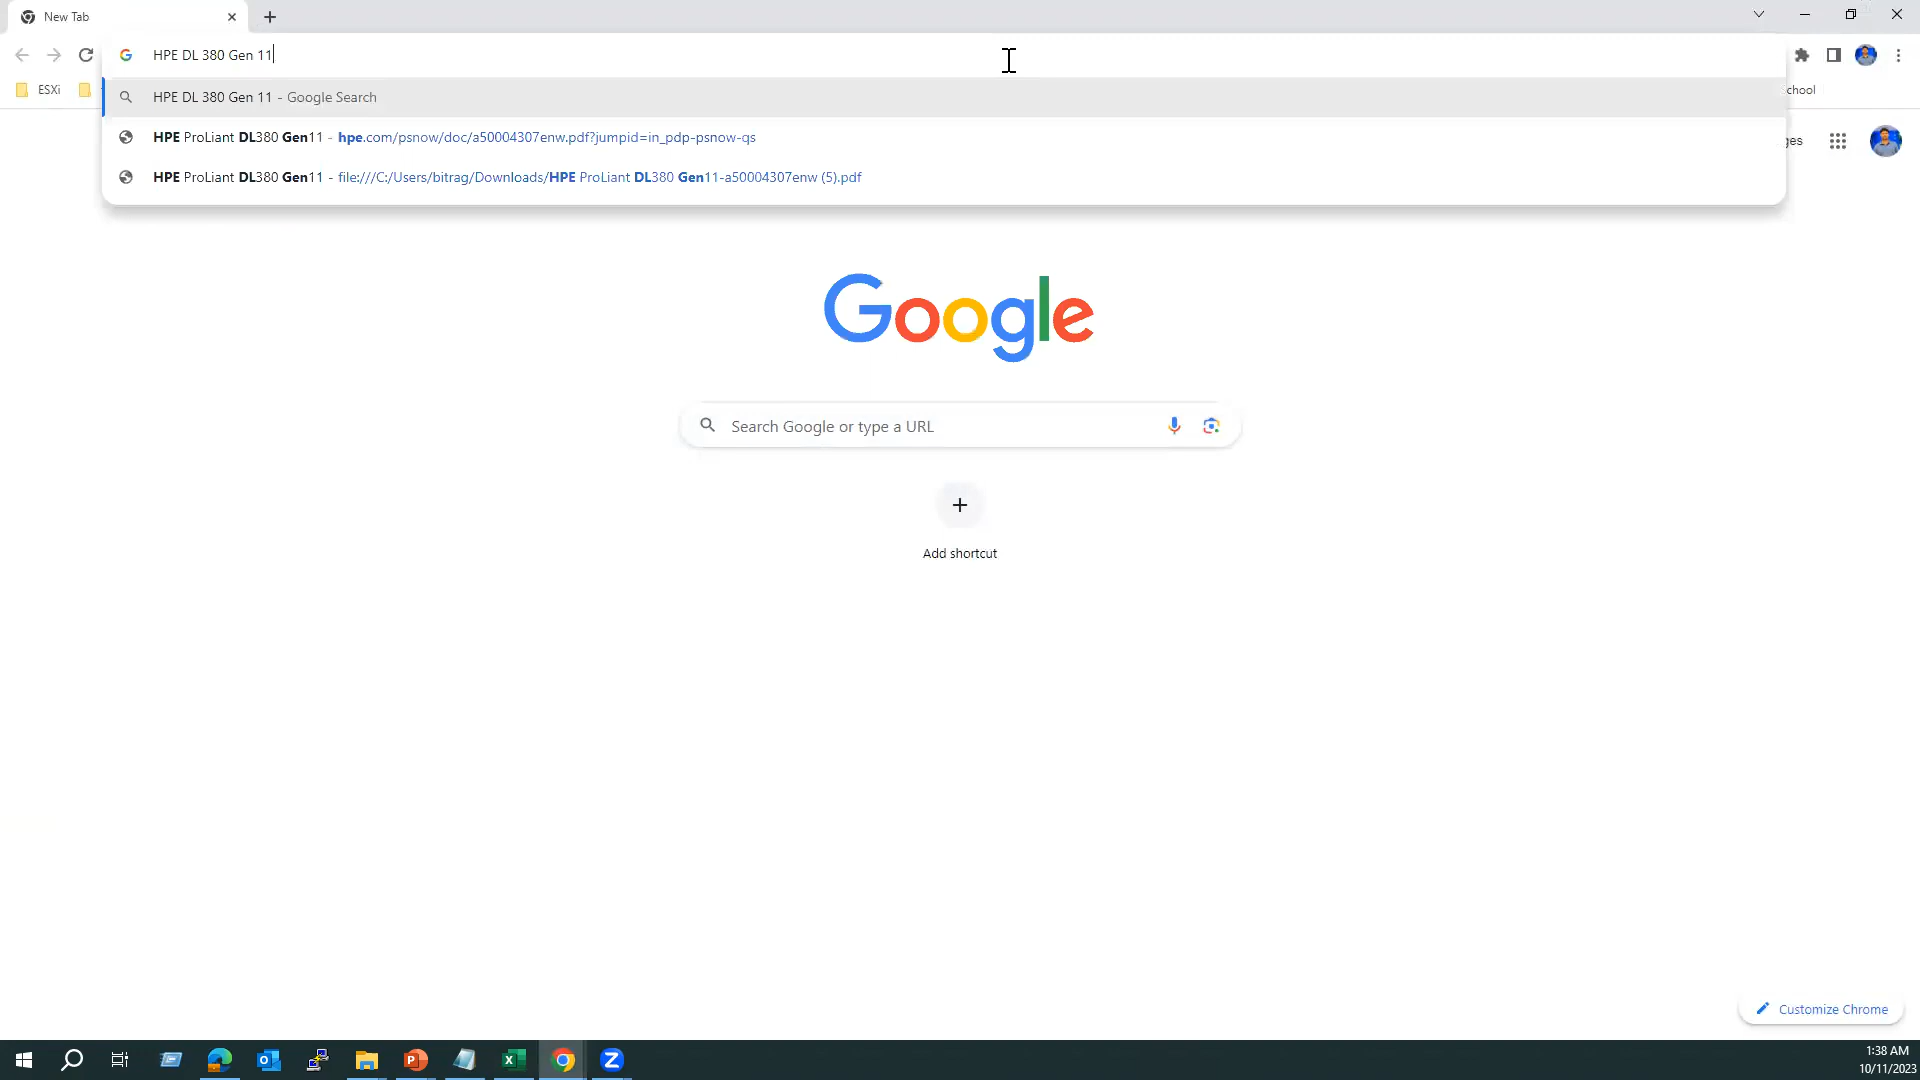 New Tab
HPE DL 380 Gen 11
ESXi
chool
HPE DL 380 Gen 11 - Google Search
HPE ProLiant DL380 Gen11 - hpe.com/psnow/doc/a50004307enw.pdf?jumpid=in_pdp-psnow-qs
ges
HPE ProLiant DL380 Gen11 - file:///C:/Users/bitrag/Downloads/HPE ProLiant DL380 Gen11-a50004307enw (5).pdf
Google
Search Google or type a URL
Add shortcut
Customize Chrome
1:38 AM
10/11/2023